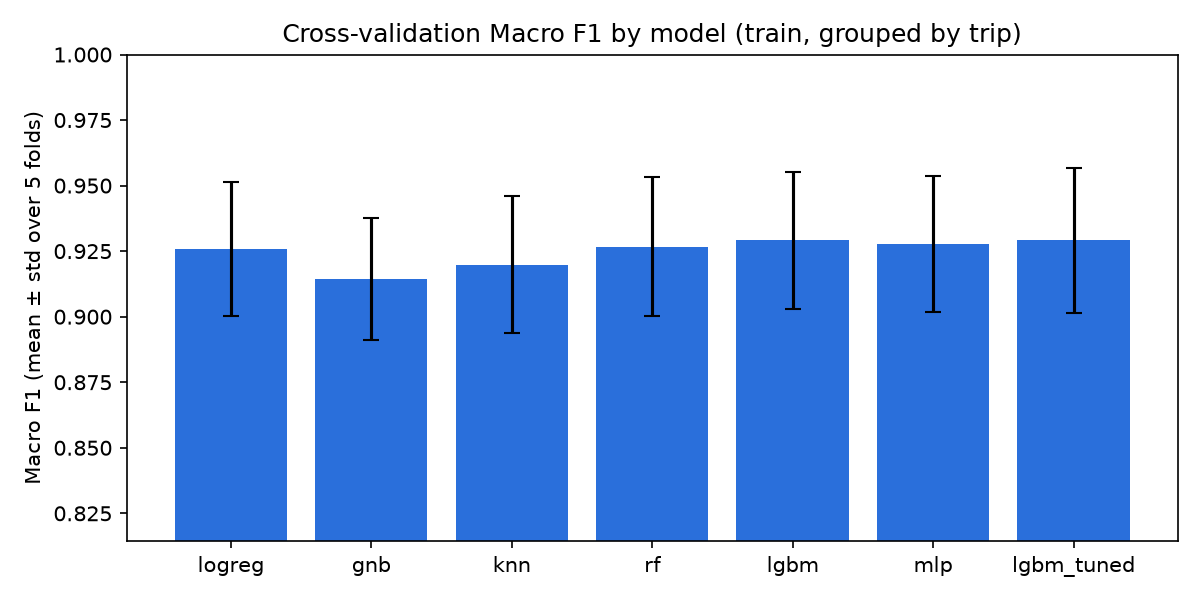 Cross-validation Macro F1 by model (train, grouped by trip)
Macro F1 (mean ± std over 5 folds)
1.000
0.975
0.950
0.925
0.900
0.875
0.850
0.825
logreg gnb knn rf lgbm mlp lgbm_tuned